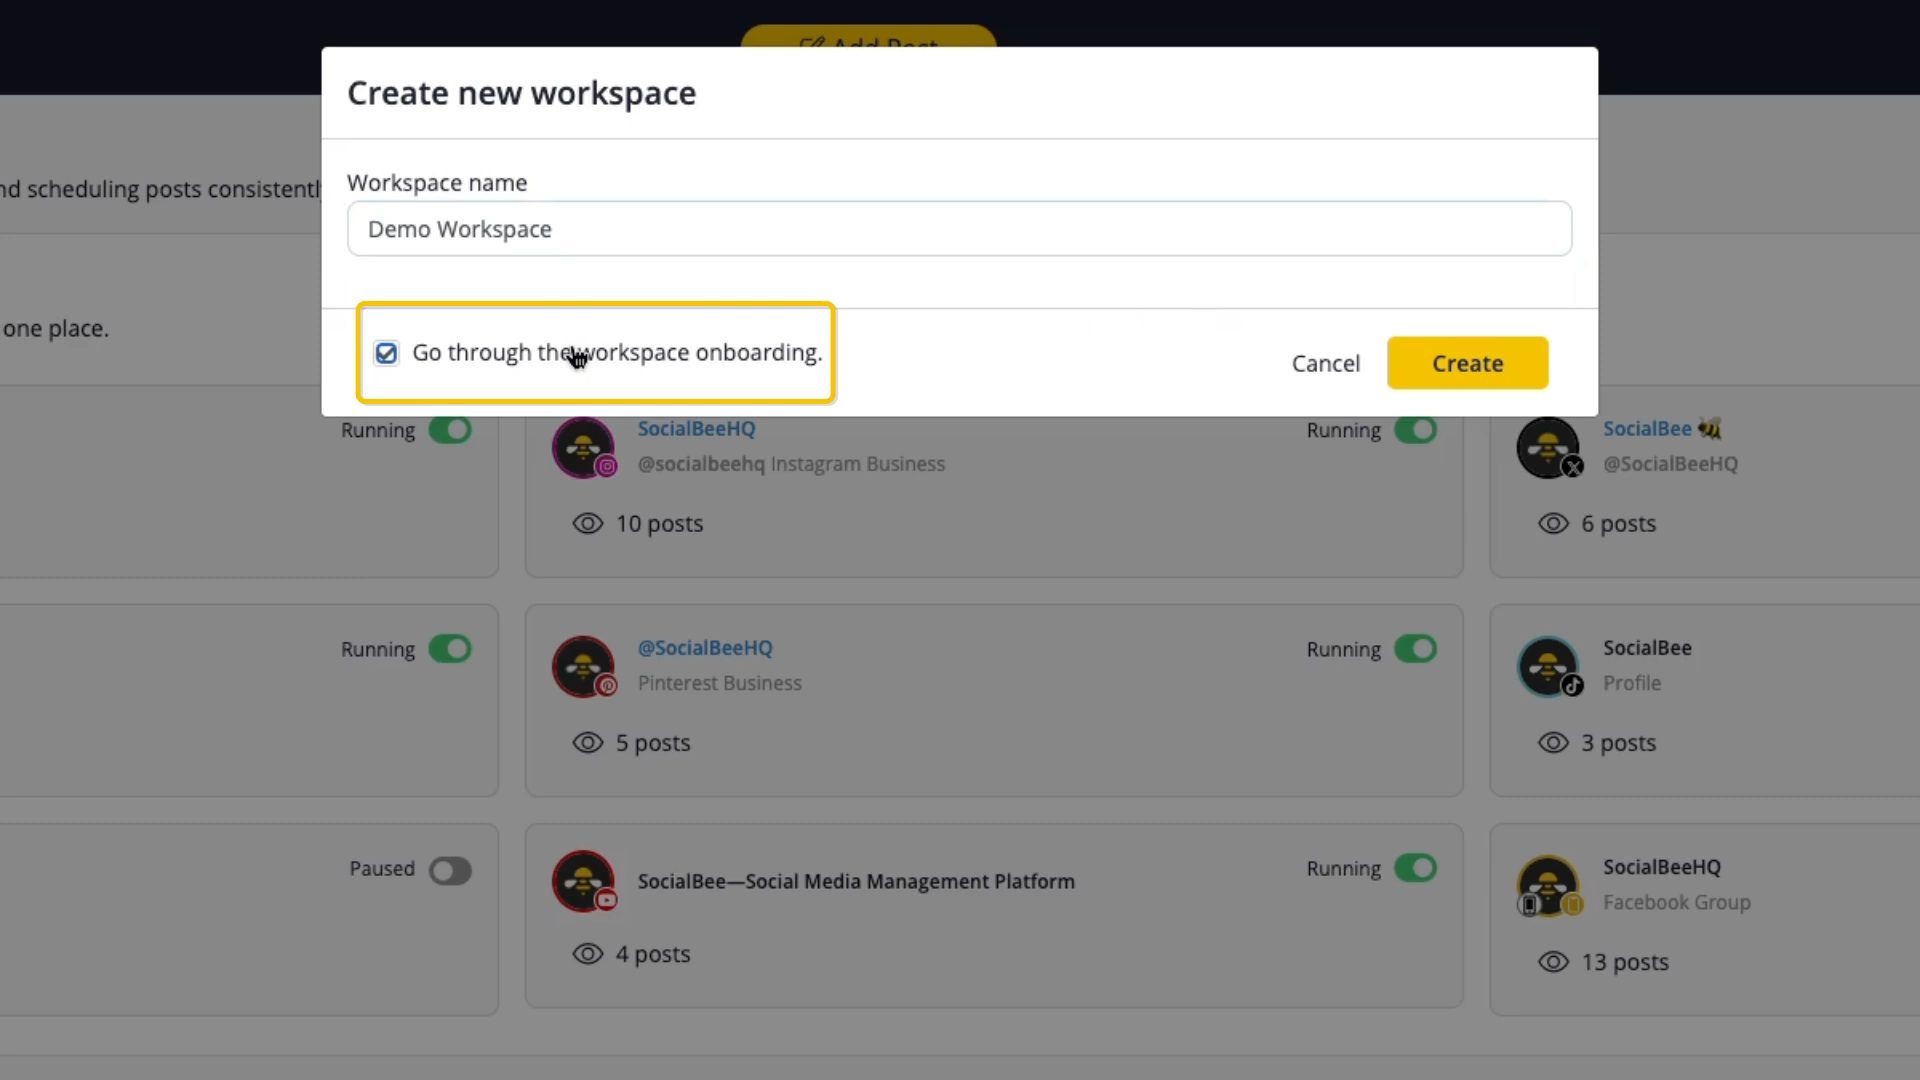 Add Post
Create new workspace
nd scheduling posts consistently
Workspace name
Demo Workspace
one place.
Go through the workspace onboarding.
Cancel
Create
Running
SocialBeeHQ
@socialbeehq Instagram Business
Running
10 posts
SocialBee 🐝
@SocialBeeHQ
6 posts
Running
@SocialBeeHQ
Pinterest Business
Running
5 posts
SocialBee
Profile
3 posts
Paused
SocialBee—Social Media Management Platform
Running
4 posts
SocialBeeHQ
Facebook Group
13 posts